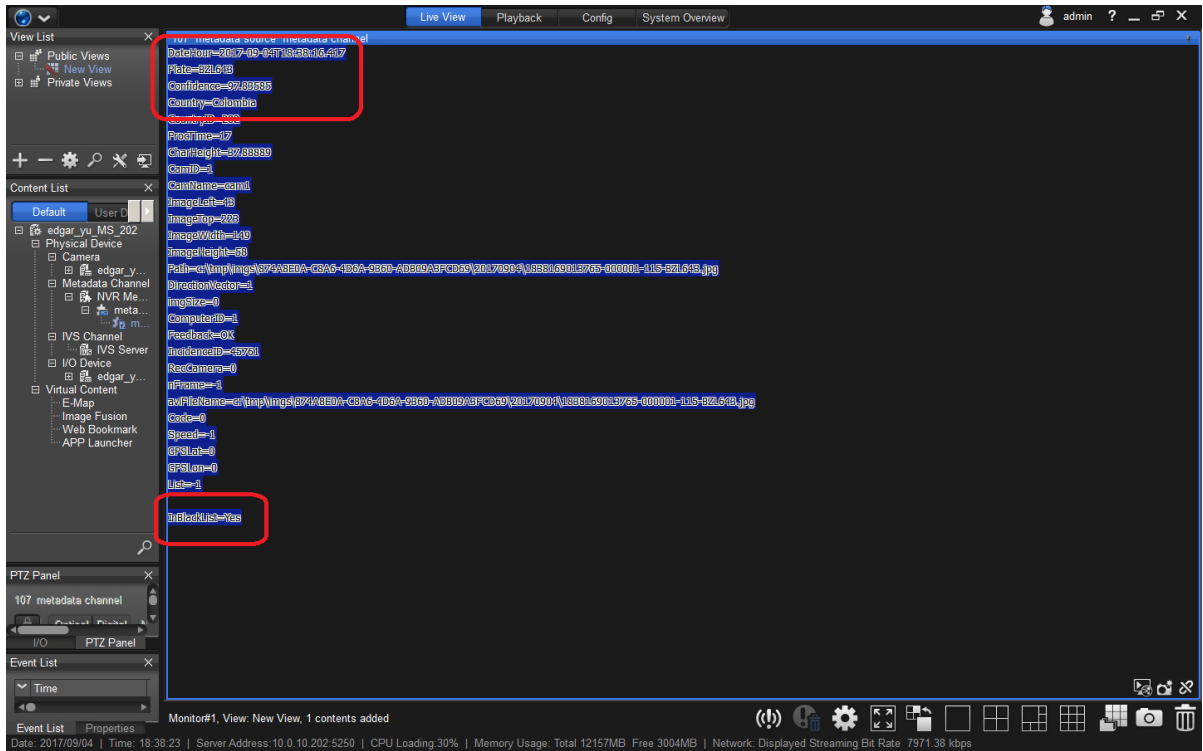 Live View Playback Config System Overview admin ? X
View List X
107 metadata source metadata channel
Public Views
New View
Private Views
Content List X
Default User D
edgar_yu_MS_202
Physical Device
Camera
edgar_y...
Metadata Channel
NVR Me...
meta...
m...
IVS Channel
IVS Server
I/O Device
edgar_y...
Virtual Content
E-Map
Image Fusion
Web Bookmark
APP Launcher
PTZ Panel X
107 metadata channel
Optical Digital
I/O PTZ Panel
Event List X
Time
Event List Properties
DateHour=2017-09-04T18:38:16.417
Plate=BZL643
Confidence=97.83585
Country=Colombia
CountryID=202
ProcTime=17
CharHeight=37.88889
CamID=1
CamName=cam1
ImageLeft=43
ImageTop=223
ImageWidth=149
ImageHeight=58
DirectionVector=1
imgSize=0
ComputerID=1
Feedback=OK
IncidenceID=45761
RecCamera=0
nFrame=-1
Code=0
Speed=-1
GPSLat=0
GPSLon=0
List=-1
InBlackList=Yes
Monitor#1, View: New View, 1 contents added
Date: 2017/09/04 | Time: 18:38:23 | Server Address:10.0.10.202:5250 | CPU Loading:30% | Memory Usage: Total 12157MB Free 3004MB | Network: Displayed Streaming Bit Rate 7971.38 kbps